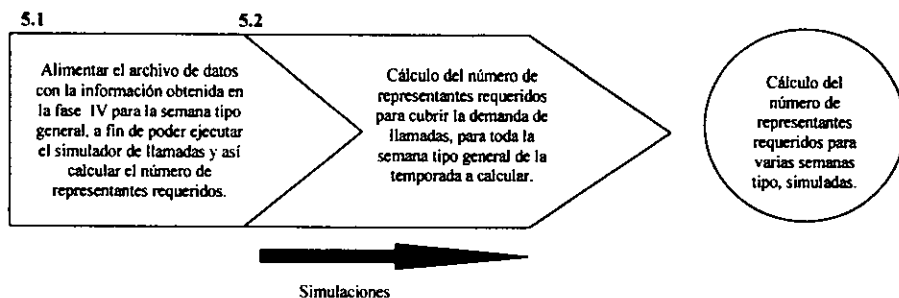 5.1
5.2
Alimentar el archivo de datos
con la información obtenida en
la fase IV para la semana tipo
general, a fin de poder ejecutar
el simulador de llamadas y así
calcular el número de
representantes requeridos.
Cálculo del número de
representantes requeridos
para cubrir la demanda de
llamadas, para toda la
semana tipo general de la
temporada a calcular.
Cálculo del
número de
representantes
requeridos para
varias semanas
tipo, simuladas.
Simulaciones